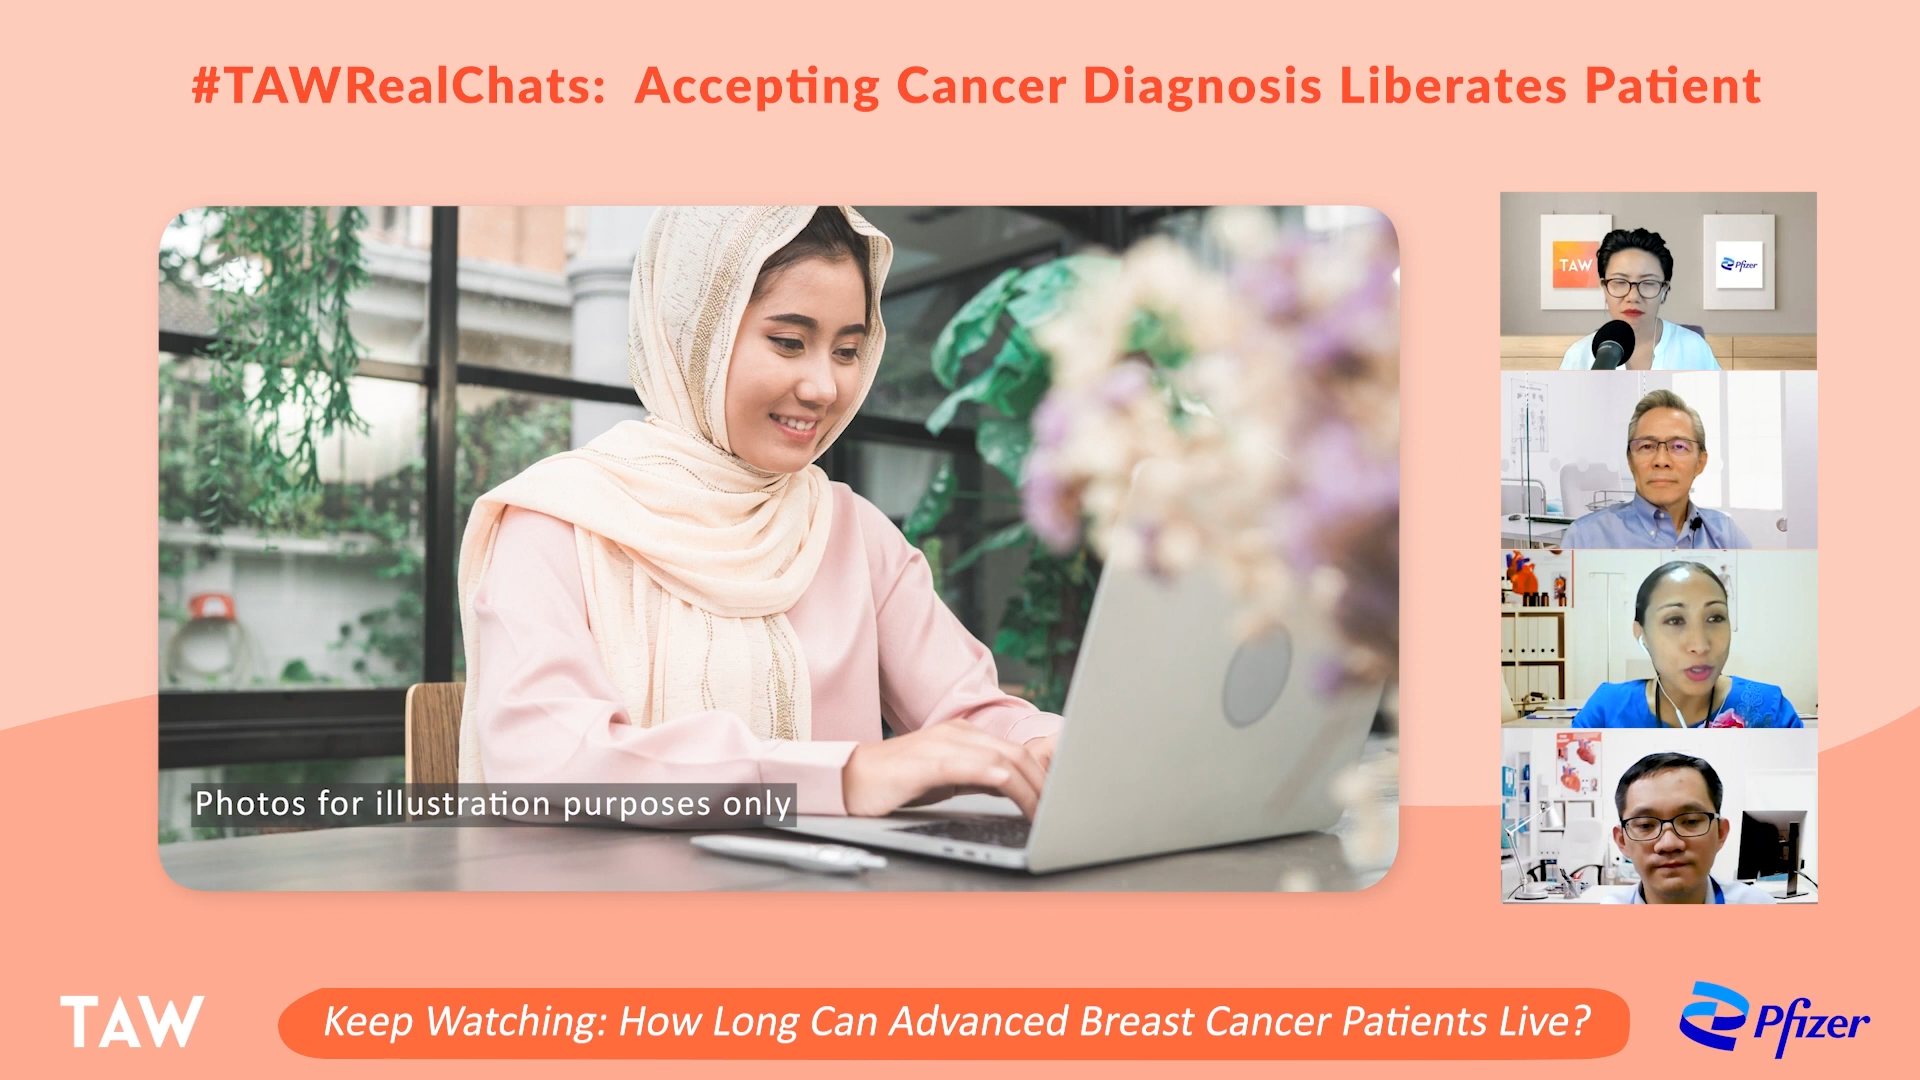 #TAWRealChats: Accepting Cancer Diagnosis Liberates Patient
TAW
Pfizer
Photos for illustration purposes only
TAW
Keep Watching: How Long Can Advanced Breast Cancer Patients Live?
Pfizer